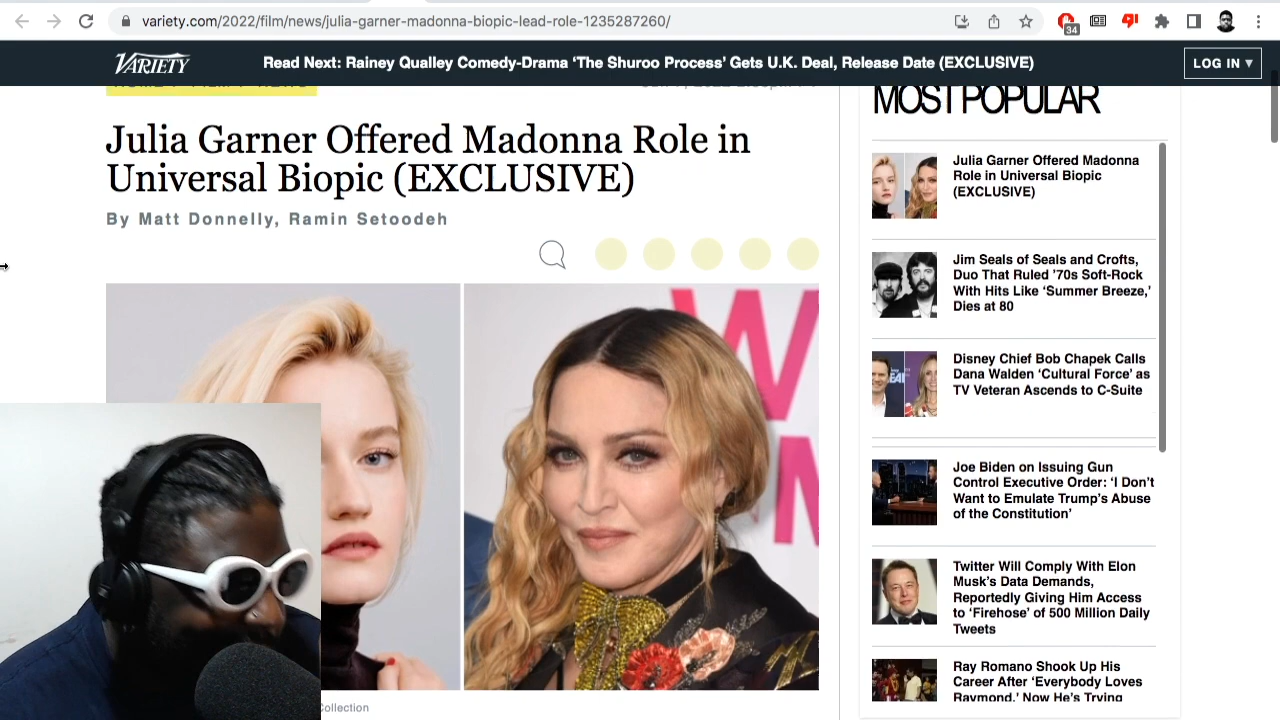 variety.com/2022/film/news/julia-garner-madonna-biopic-lead-role-1235287260/
34
VARIETY
Read Next: Rainey Qualley Comedy-Drama ‘The Shuroo Process’ Gets U.K. Deal, Release Date (EXCLUSIVE)
LOG IN ▾
Julia Garner Offered Madonna Role in
Universal Biopic (EXCLUSIVE)
By Matt Donnelly, Ramin Setoodeh
W
M
Collection
MOST POPULAR
Julia Garner Offered Madonna
Role in Universal Biopic
(EXCLUSIVE)
Jim Seals of Seals and Crofts,
Duo That Ruled ’70s Soft-Rock
With Hits Like ‘Summer Breeze,’
Dies at 80
Disney Chief Bob Chapek Calls
Dana Walden ‘Cultural Force’ as
TV Veteran Ascends to C-Suite
Joe Biden on Issuing Gun
Control Executive Order: ‘I Don’t
Want to Emulate Trump’s Abuse
of the Constitution’
Twitter Will Comply With Elon
Musk’s Data Demands,
Reportedly Giving Him Access
to ‘Firehose’ of 500 Million Daily
Tweets
Ray Romano Shook Up His
Career After ‘Everybody Loves
Raymond.’ Now He’s Trying